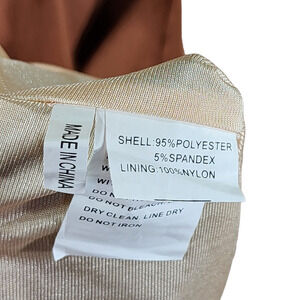 SHELL:95%POLYESTER
5%SPANDEX
LINING:100%NYLON
MADE IN CHINA
DO NOT BLEACH
DRY CLEAN LINE DRY
DO NOT IRON